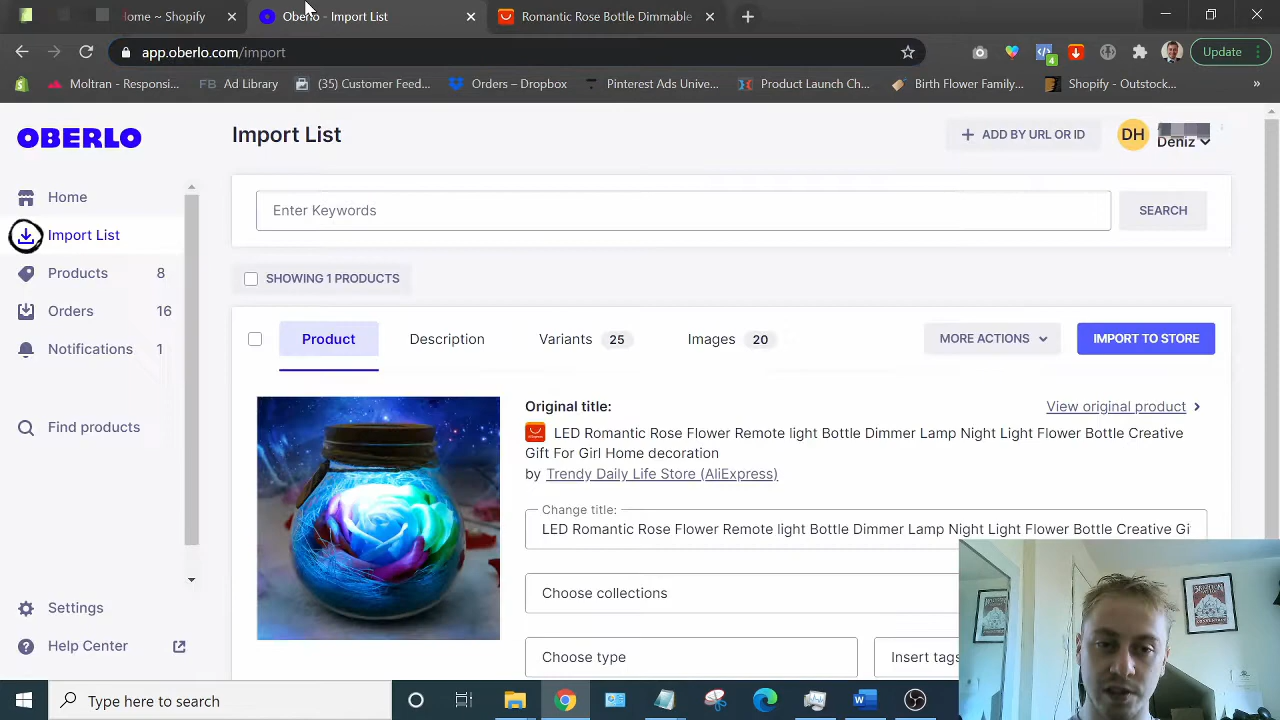 Home ~ Shopify
Oberlo - Import List
Romantic Rose Bottle Dimmable
app.oberlo.com/import
4
Update
Moltran - Responsi...
FB Ad Library
(35) Customer Feed...
Orders – Dropbox
Pinterest Ads Unive...
Product Launch Ch...
Birth Flower Family...
Shopify - Outstock...
»
OBERLO
Import List
+ ADD BY URL OR ID
DH
Deniz
Home
Import List
Products 8
Orders 16
Notifications 1
Find products
Settings
Help Center
Enter Keywords
SEARCH
SHOWING 1 PRODUCTS
Product
Description
Variants 25
Images 20
MORE ACTIONS
IMPORT TO STORE
Original title:
View original product
LED Romantic Rose Flower Remote light Bottle Dimmer Lamp Night Light Flower Bottle Creative
Gift For Girl Home decoration
by Trendy Daily Life Store (AliExpress)
Change title:
LED Romantic Rose Flower Remote light Bottle Dimmer Lamp Night Light Flower Bottle Creative Gi
Choose collections
Choose type
Insert tags
Type here to search